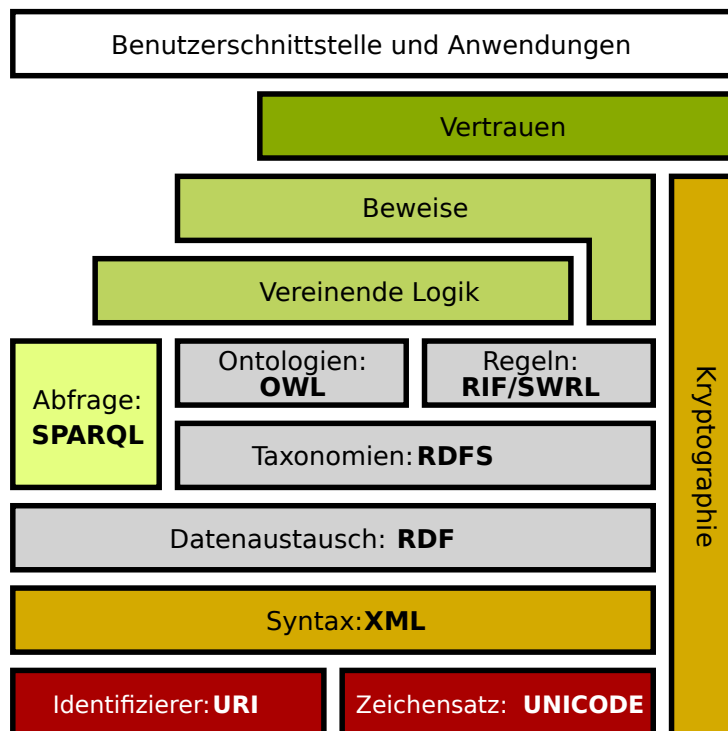 Benutzerschnittstelle und Anwendungen
Vertrauen
Beweise
Vereinende Logik
Ontologien:
OWL
Regeln:
RIF/SWRL
Abfrage:
SPARQL
Taxonomien: RDFS
Datenaustausch: RDF
Syntax: XML
Identifizierer: URI
Zeichensatz: UNICODE
Kryptographie